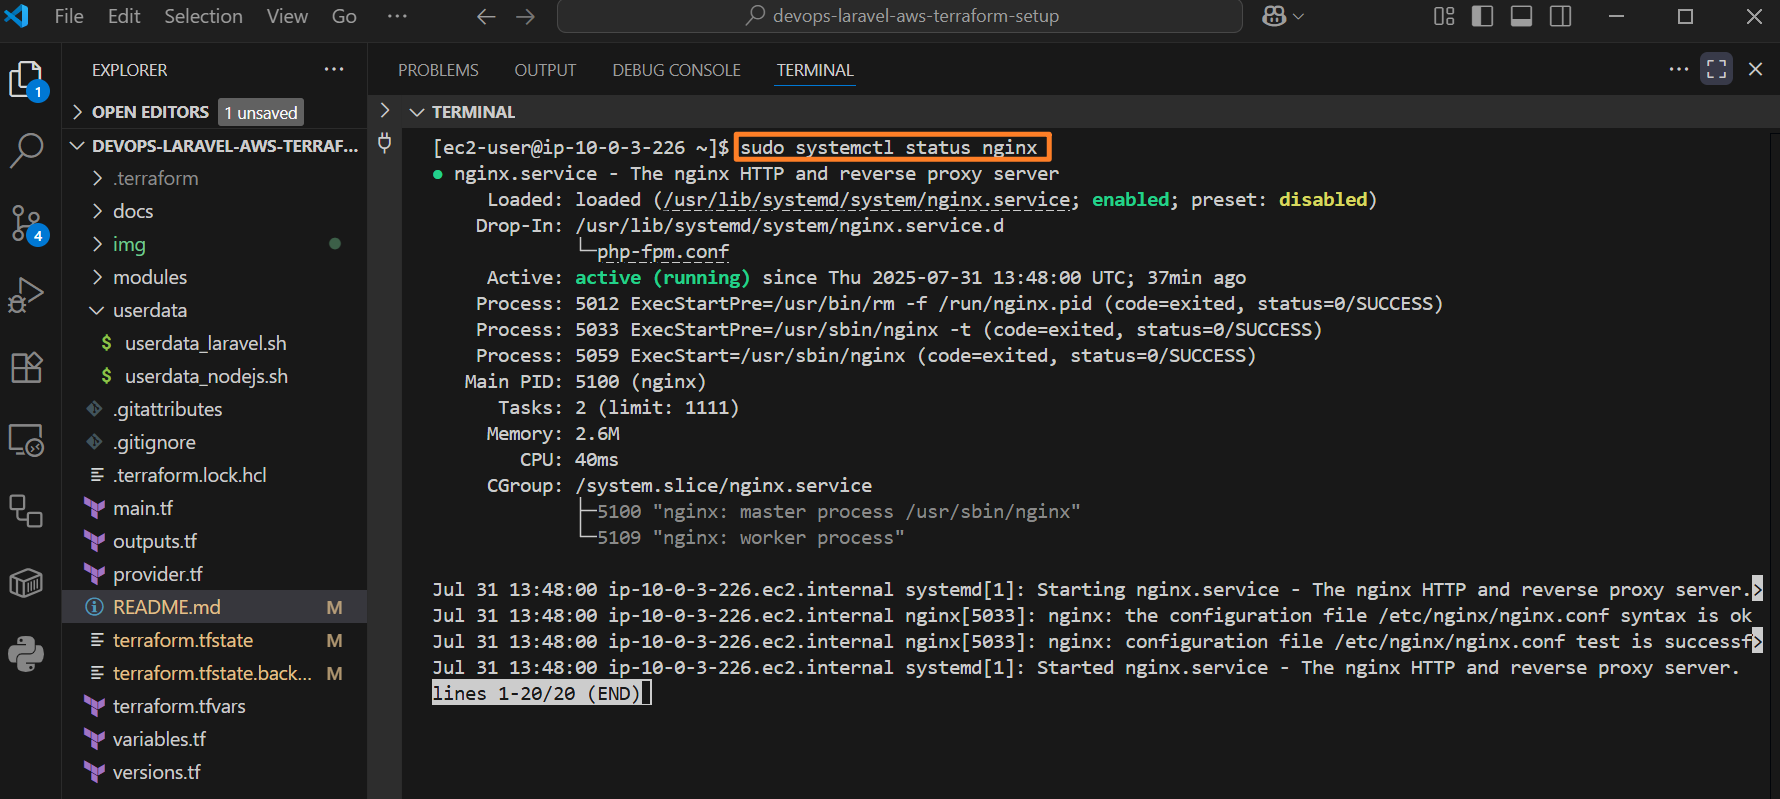 File Edit Selection View Go ···
devops-laravel-aws-terraform-setup
EXPLORER ···
PROBLEMS OUTPUT DEBUG CONSOLE TERMINAL ···
1
4
OPEN EDITORS 1 unsaved
DEVOPS-LARAVEL-AWS-TERRAF...
.terraform
docs
img
modules
userdata
$ userdata_laravel.sh
$ userdata_nodejs.sh
.gitattributes
.gitignore
.terraform.lock.hcl
main.tf
outputs.tf
provider.tf
README.md M
terraform.tfstate M
terraform.tfstate.back... M
terraform.tfvars
variables.tf
versions.tf
TERMINAL
[ec2-user@ip-10-0-3-226 ~]$ sudo systemctl status nginx
● nginx.service - The nginx HTTP and reverse proxy server
Loaded: loaded (/usr/lib/systemd/system/nginx.service; enabled; preset: disabled)
Drop-In: /usr/lib/systemd/system/nginx.service.d
└─php-fpm.conf
Active: active (running) since Thu 2025-07-31 13:48:00 UTC; 37min ago
Process: 5012 ExecStartPre=/usr/bin/rm -f /run/nginx.pid (code=exited, status=0/SUCCESS)
Process: 5033 ExecStartPre=/usr/sbin/nginx -t (code=exited, status=0/SUCCESS)
Process: 5059 ExecStart=/usr/sbin/nginx (code=exited, status=0/SUCCESS)
Main PID: 5100 (nginx)
Tasks: 2 (limit: 1111)
Memory: 2.6M
CPU: 40ms
CGroup: /system.slice/nginx.service
├─5100 "nginx: master process /usr/sbin/nginx"
└─5109 "nginx: worker process"
Jul 31 13:48:00 ip-10-0-3-226.ec2.internal systemd[1]: Starting nginx.service - The nginx HTTP and reverse proxy server.>
Jul 31 13:48:00 ip-10-0-3-226.ec2.internal nginx[5033]: nginx: the configuration file /etc/nginx/nginx.conf syntax is ok
Jul 31 13:48:00 ip-10-0-3-226.ec2.internal nginx[5033]: nginx: configuration file /etc/nginx/nginx.conf test is successf>
Jul 31 13:48:00 ip-10-0-3-226.ec2.internal systemd[1]: Started nginx.service - The nginx HTTP and reverse proxy server.
lines 1-20/20 (END)